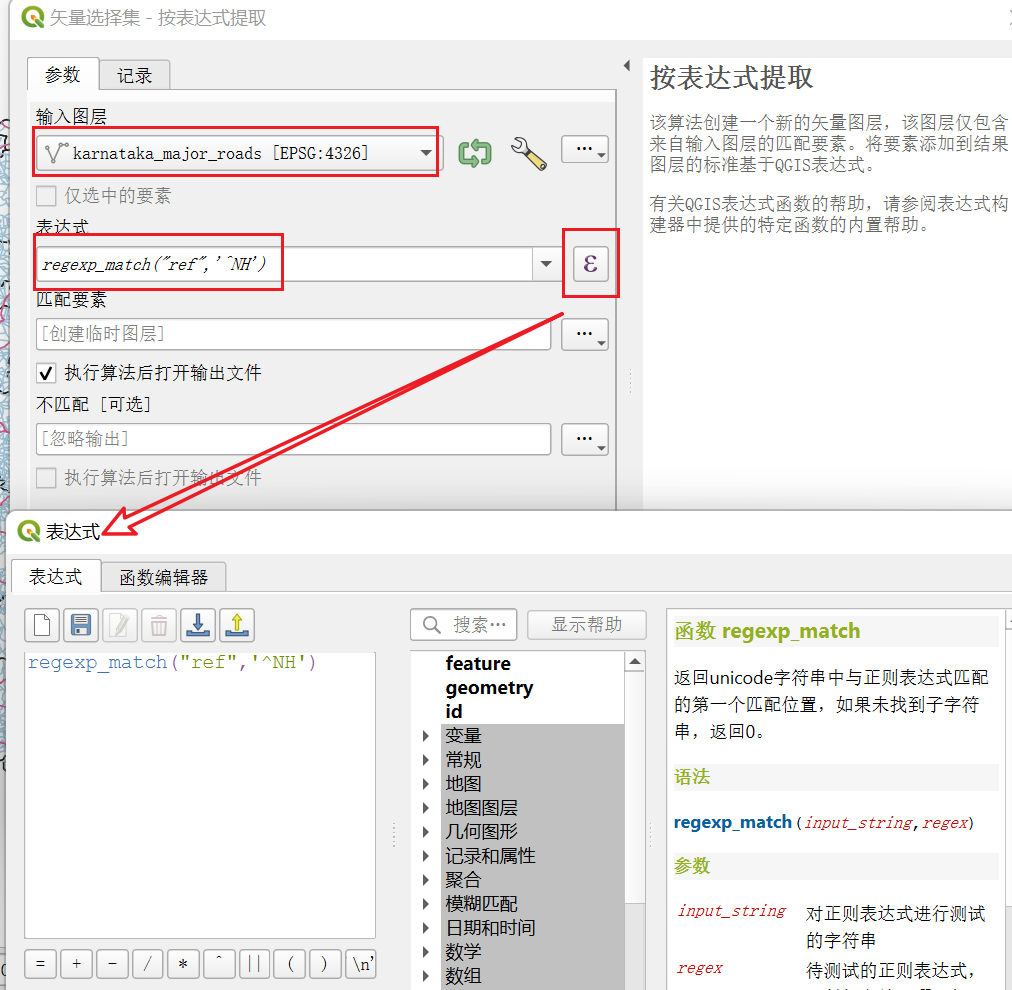 矢量选择集 - 按表达式提取
参数
记录
输入图层
karnataka_major_roads [EPSG:4326]
…
仅选中的要素
表达式
regexp_match("ref",'^NH')
ε
匹配要素
[创建临时图层]
…
执行算法后打开输出文件
不匹配 [可选]
[忽略输出]
…
执行算法后打开输出文件
按表达式提取
该算法创建一个新的矢量图层，该图层仅包含
来自输入图层的匹配要素。将要素添加到结果
图层的标准基于QGIS表达式。
有关QGIS表达式函数的帮助，请参阅表达式构
建器中提供的特定函数的内置帮助。
表达式
表达式
函数编辑器
regexp_match("ref",'^NH')
= + - / * ^ || ( ) \n'
搜索…
显示帮助
feature
geometry
id
变量
常规
地图
地图图层
几何图形
记录和属性
聚合
模糊匹配
日期和时间
数学
数组
函数 regexp_match
返回unicode字符串中与正则表达式匹配
的第一个匹配位置，如果未找到子字符
串，返回0。
语法
regexp_match(input_string,regex)
参数
input_string 对正则表达式进行测试
的字符串
regex 待测试的正则表达式，